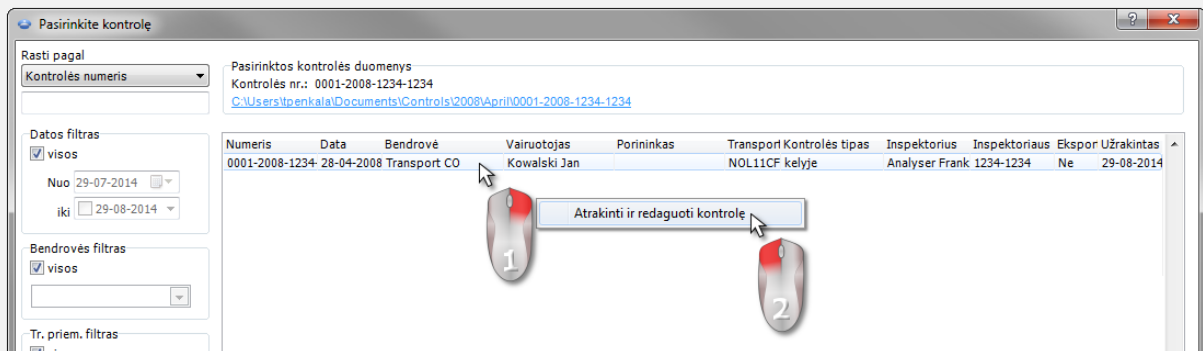 Pasirinkite kontrolę
Rasti pagal
Kontrolės numeris
Pasirinktos kontrolės duomenys
Kontrolės nr.: 0001-2008-1234-1234
C:\Users\tpenkala\Documents\Controls\2008\April\0001-2008-1234-1234
Datos filtras
visos
Nuo 29-07-2014
iki 29-08-2014
Bendrovės filtras
visos
Tr. priem. filtras
Numeris Data Bendrovė Vairuotojas Porininkas Transport Kontrolės tipas Inspektorius Inspektoriaus Ekspor Užrakintas
0001-2008-1234- 28-04-2008 Transport CO Kowalski Jan NOL11CF kelyje Analyser Frank 1234-1234 Ne 29-08-2014
Atrakinti ir redaguoti kontrolę
1
2